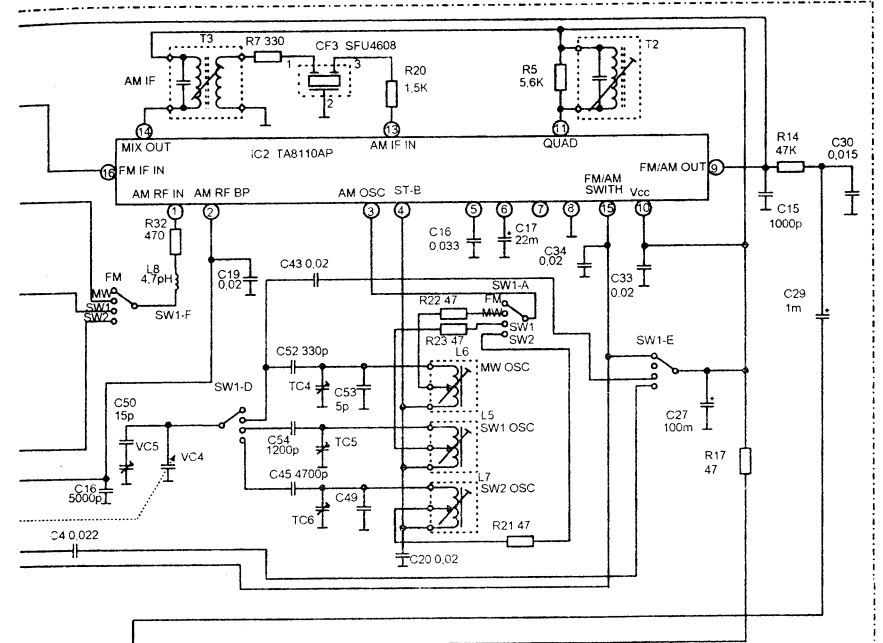 T3
R7 330
CF3 SFU4608
1
3
2
AM IF
R20
1,5K
R5
5.6K
T2
14
13
11
MIX OUT
AM IF IN
QUAD
iC2 TA8110AP
16
FM IF IN
FM/AM OUT
9
R14
47K
C30
0,015
AM RF IN
AM RF BP
AM OSC
ST-B
FM/AM
SWITH
Vcc
1
2
3
4
5
6
7
8
15
10
R32
470
C16
0,033
C17
22m
C15
1000p
L8
4,7pH
C19
0,02
C43 0,02
C34
0,02
C33
0,02
FM
MW
SW1
SW2
SW1-F
SW1-A
R22 47
FM
MW
R23 47
SW1
SW2
C29
1m
SW1-E
C52 330p
L6
MW OSC
SW1-D
TC4
C53
5p
C50
15p
L5
SW1 OSC
C54
1200p
TC5
C27
100m
VC5
VC4
R17
47
C45 4700p
L7
SW2 OSC
C16
5000p
C49
TC6
R21 47
C4 0,022
C20 0,02